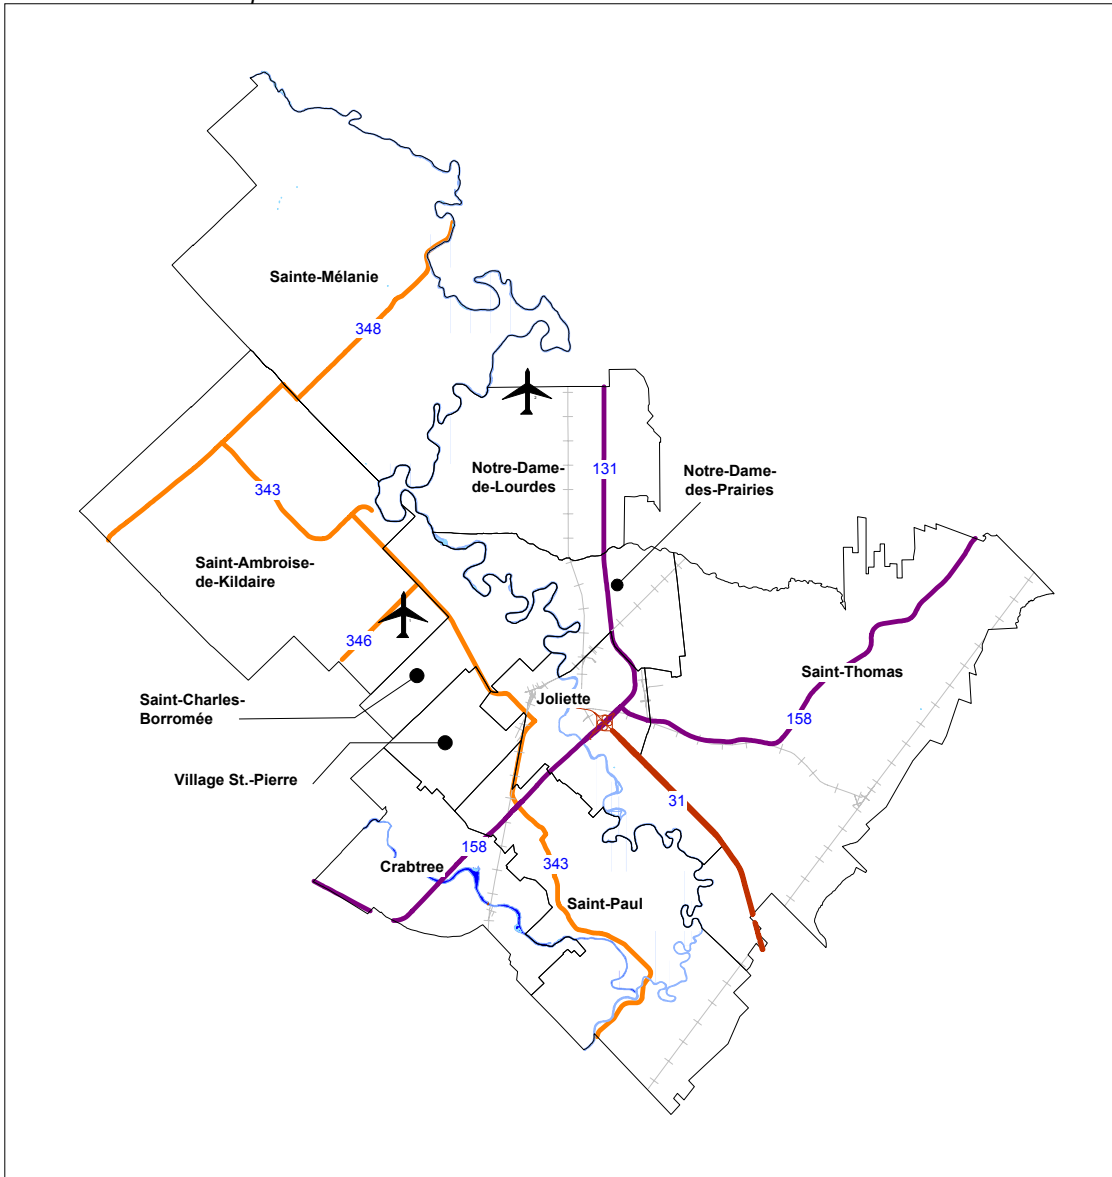 Sainte-Mélanie
348
Notre-Dame-
de-Lourdes
131
Notre-Dame-
des-Prairies
343
Saint-Ambroise-
de-Kildaire
346
Saint-Thomas
Saint-Charles-
Borromée
Joliette
158
Village St.-Pierre
31
158
Crabtree
343
Saint-Paul